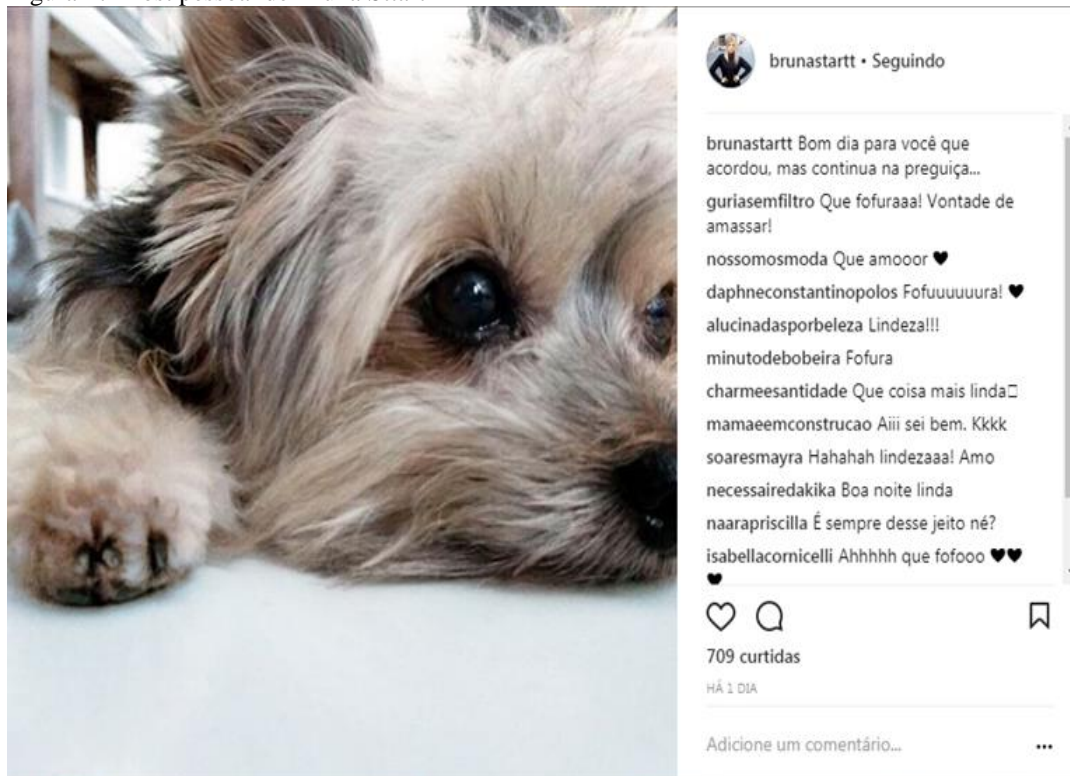 brunastartt • Seguindo
brunastartt Bom dia para você que
acordou, mas continua na preguiça...
guriasemfiltro Que fofuraaa! Vontade de
amassar!
nossomosmoda Que amooor ♥
daphneconstantinopolos Fofuuuuuura! ♥
alucinadasporbeleza Lindeza!!!
minutodebobeira Fofura
charmeesantidade Que coisa mais linda□
mamaeemconstrucao Aiii sei bem. Kkkk
soaresmayra Hahahah lindezaaa! Amo
necessairedakika Boa noite linda
naarapriscilla É sempre desse jeito né?
isabellacornicelli Ahhhhh que fofooo ♥♥
♥
709 curtidas
HÁ 1 DIA
Adicione um comentário...